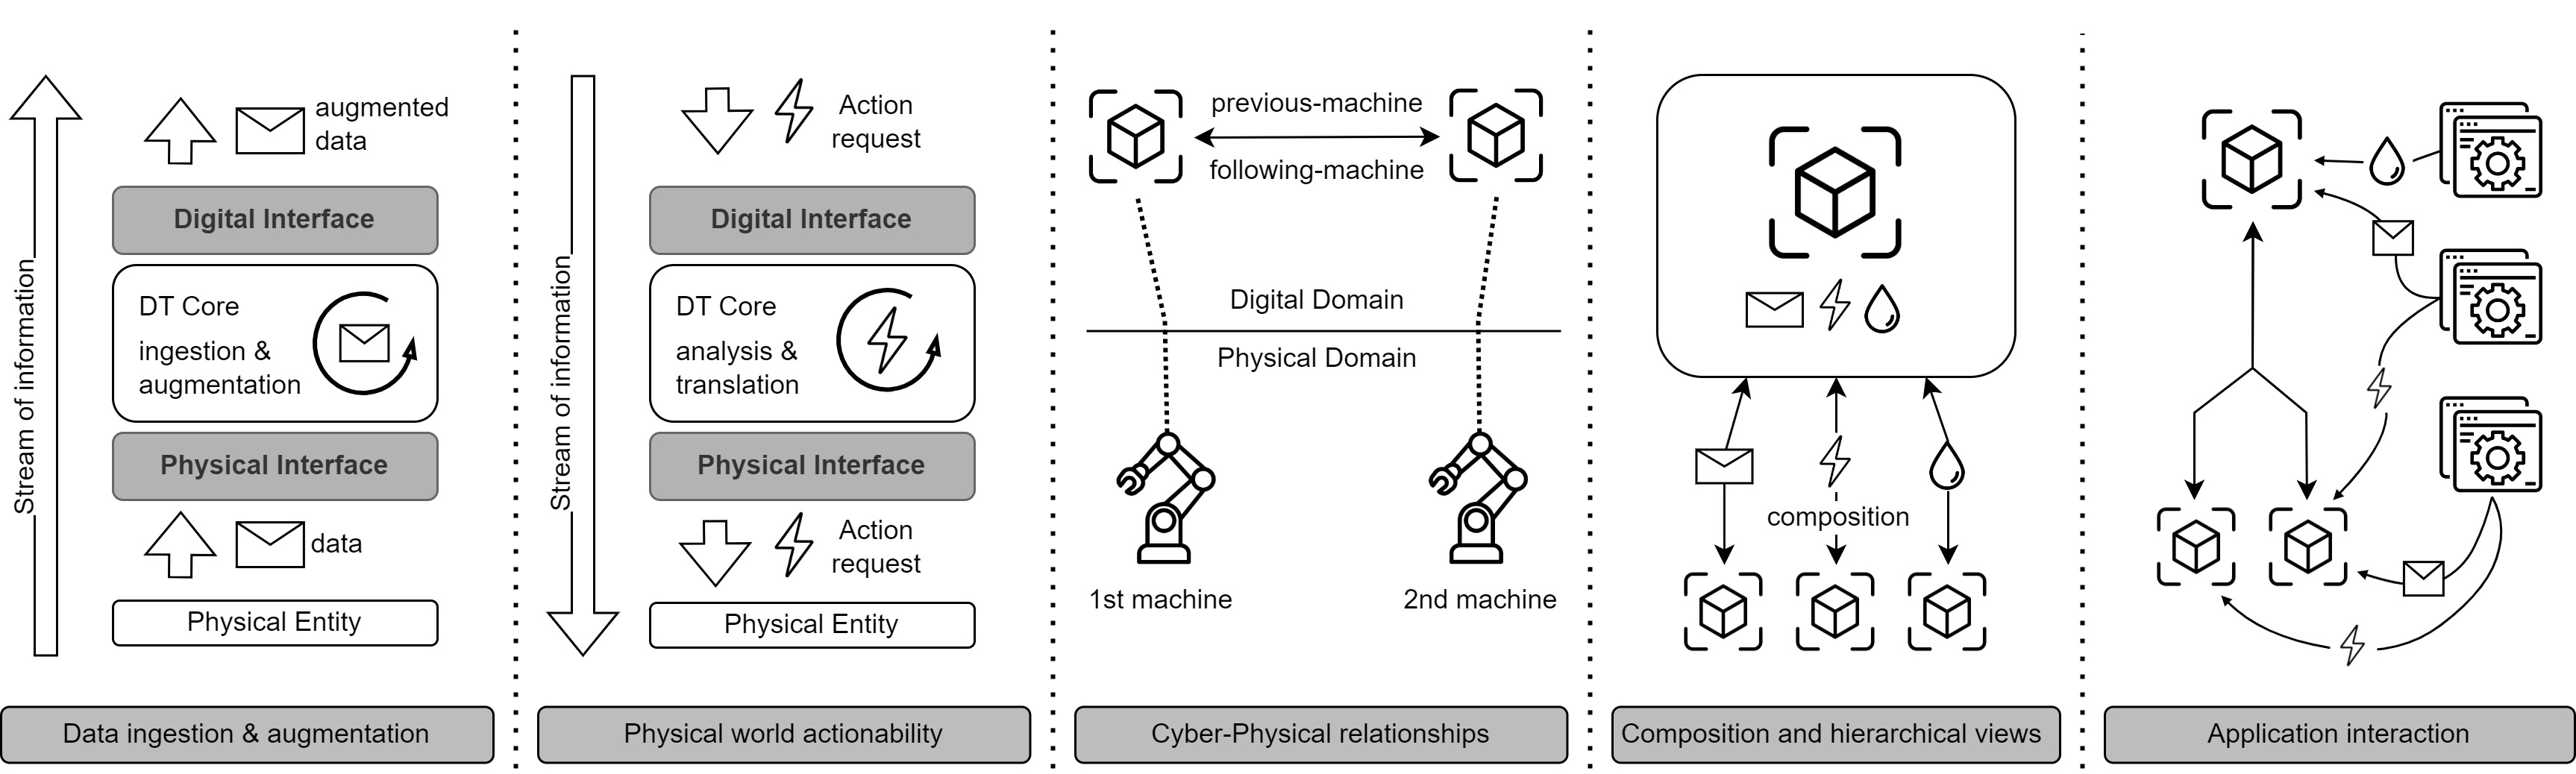 Stream of information
augmented
data
Digital Interface
DT Core
ingestion &
augmentation
Physical Interface
data
Physical Entity
Data ingestion & augmentation
Stream of information
Action
request
Digital Interface
DT Core
analysis &
translation
Physical Interface
Action
request
Physical Entity
Physical world actionability
previous-machine
following-machine
Digital Domain
Physical Domain
1st machine
2nd machine
Cyber-Physical relationships
composition
Composition and hierarchical views
Application interaction